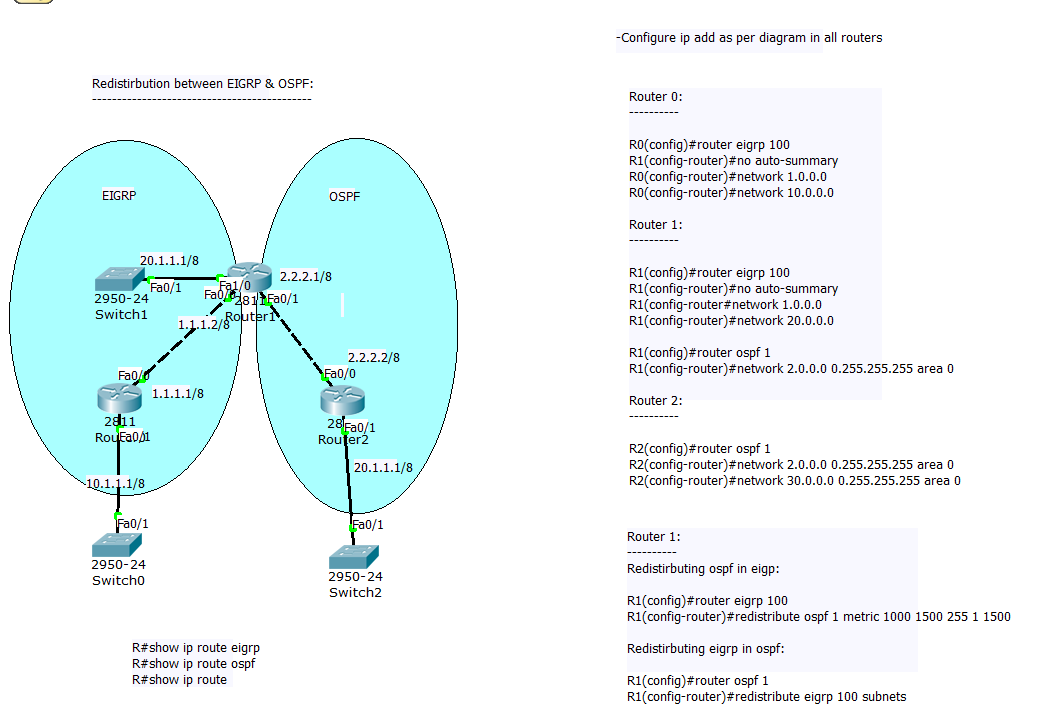 Redistirbution between EIGRP & OSPF:
--------------------------------------------
EIGRP
OSPF
20.1.1.1/8
Fa0/1
2950-24
Switch1
Fa1/0
Fa0/0
2811
Router1
2.2.2.1/8
Fa0/1
1.1.1.2/8
2.2.2.2/8
Fa0/0
Fa0/0
1.1.1.1/8
2811
Fa0/1
Fa0/1
Router2
10.1.1.1/8
20.1.1.1/8
Fa0/1
2950-24
Switch0
Fa0/1
2950-24
Switch2
R#show ip route eigrp
R#show ip route ospf
R#show ip route
-Configure ip add as per diagram in all routers
Router 0:
----------
R0(config)#router eigrp 100
R1(config-router)#no auto-summary
R0(config-router)#network 1.0.0.0
R0(config-router)#network 10.0.0.0
Router 1:
----------
R1(config)#router eigrp 100
R1(config-router)#no auto-summary
R1(config-router#network 1.0.0.0
R1(config-router)#network 20.0.0.0
R1(config)#router ospf 1
R1(config-router)#network 2.0.0.0 0.255.255.255 area 0
Router 2:
----------
R2(config)#router ospf 1
R2(config-router)#network 2.0.0.0 0.255.255.255 area 0
R2(config-router)#network 30.0.0.0 0.255.255.255 area 0
Router 1:
----------
Redistirbuting ospf in eigp:
R1(config)#router eigrp 100
R1(config-router)#redistribute ospf 1 metric 1000 1500 255 1 1500
Redistirbuting eigrp in ospf:
R1(config)#router ospf 1
R1(config-router)#redistribute eigrp 100 subnets